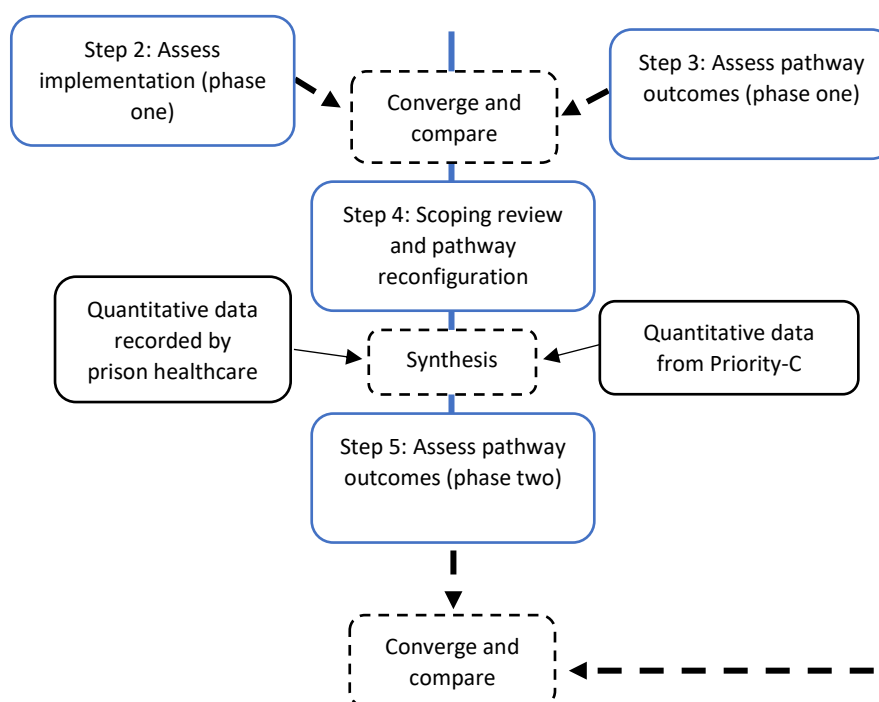 Step 2: Assess
implementation (phase
one)
Step 3: Assess pathway
outcomes (phase one)
Converge and
compare
Step 4: Scoping review
and pathway
reconfiguration
Quantitative data
recorded by
prison healthcare
Synthesis
Quantitative data
from Priority-C
Step 5: Assess pathway
outcomes (phase two)
Converge and
compare